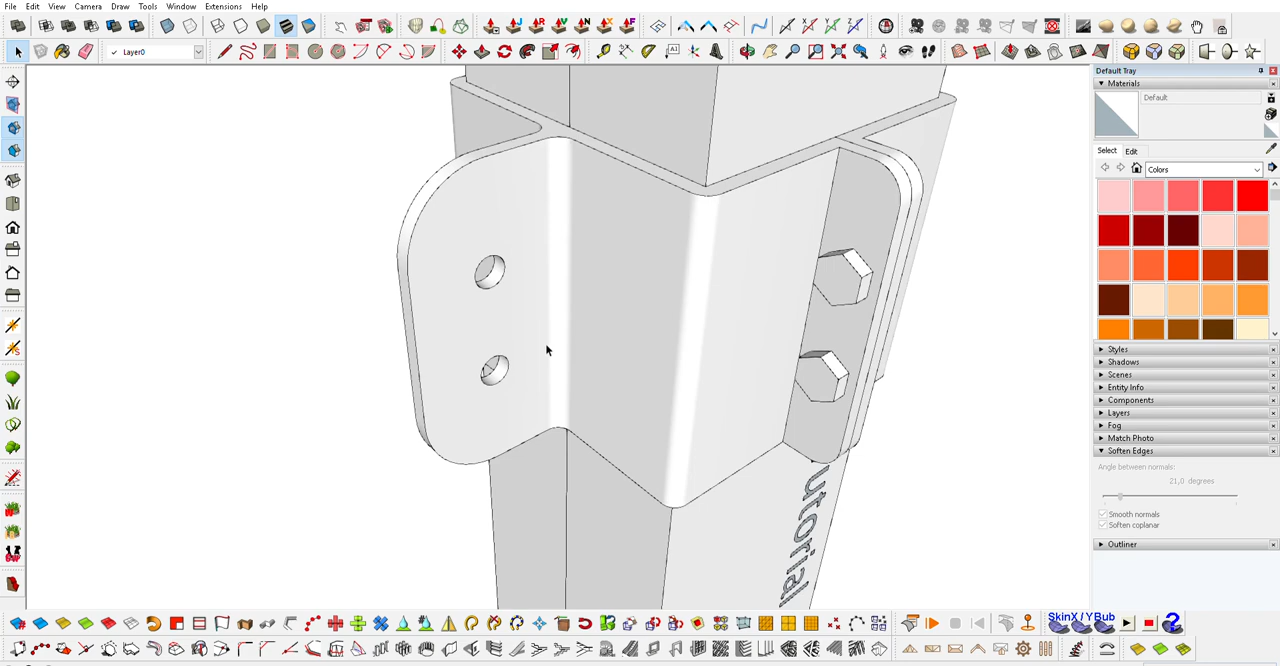 File Edit View Camera Draw Tools Window Extensions Help
Layer0
A1
Default Tray
Materials
Default
Select Edit
Colors
Styles
Shadows
Scenes
Entity Info
Components
Layers
Fog
Match Photo
Soften Edges
Angle between normals:
21,0 degrees
Smooth normals
Soften coplanar
Outliner
utorial
SkinX / YBub